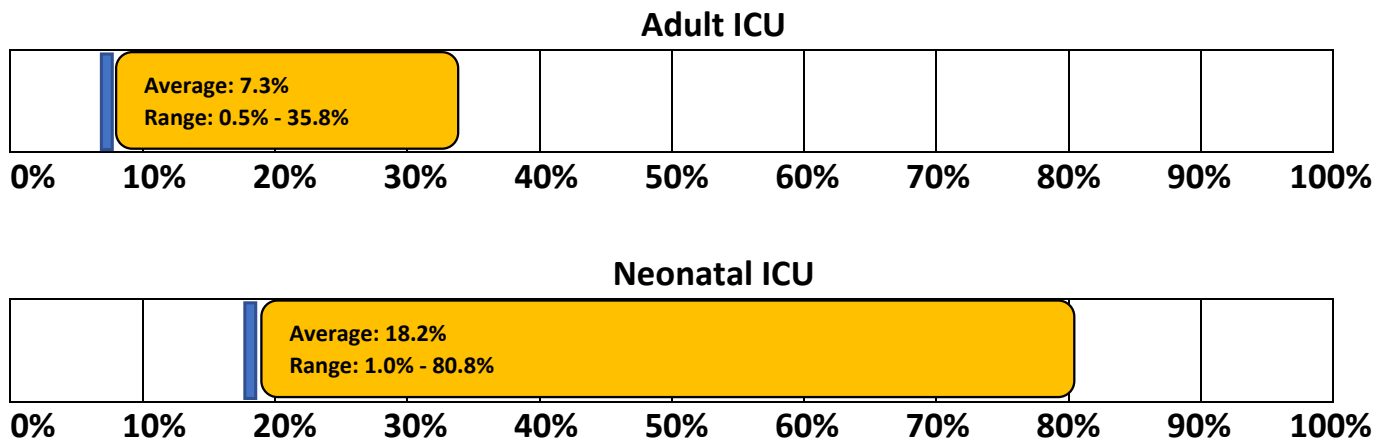 Adult ICU
Average: 7.3%
Range: 0.5% - 35.8%
0% 10% 20% 30% 40% 50% 60% 70% 80% 90% 100%
Neonatal ICU
Average: 18.2%
Range: 1.0% - 80.8%
0% 10% 20% 30% 40% 50% 60% 70% 80% 90% 100%